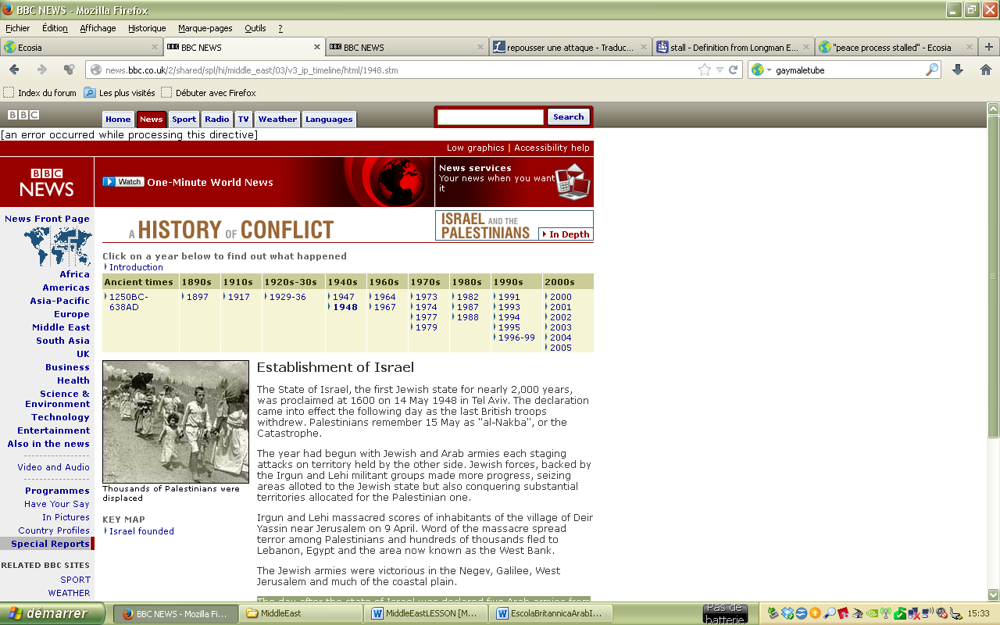 BBC NEWS - Mozilla Firefox
Fichier Édition Affichage Historique Marque-pages Outils ?
Ecosia
BBC NEWS
BBC NEWS
repousser une attaque - Traduc...
stall - Definition from Longman E...
"peace process stalled" - Ecosia
news.bbc.co.uk/2/shared/spl/hi/middle_east/03/v3_ip_timeline/html/1948.stm
gaymaletube
Index du forum Les plus visités Débuter avec Firefox
BBC
Home News Sport Radio TV Weather Languages
Search
[an error occurred while processing this directive]
Low graphics | Accessibility help
BBC
NEWS
Watch One-Minute World News
News services
Your news when you want
it
News Front Page
Africa
Americas
Asia-Pacific
Europe
Middle East
South Asia
UK
Business
Health
Science &
Environment
Technology
Entertainment
Also in the news
Video and Audio
Programmes
Have Your Say
In Pictures
Country Profiles
Special Reports
RELATED BBC SITES
SPORT
WEATHER
A HISTORY OF CONFLICT
ISRAEL AND THE
PALESTINIANS
In Depth
Click on a year below to find out what happened
Introduction
Ancient times 1890s 1910s 1920s-30s 1940s 1960s 1970s 1980s 1990s 2000s
1250BC- 1897 1917 1929-36 1947 1964 1973 1982 1991 2000
638AD 1948 1967 1974 1987 1993 2001
1977 1988 1994 2002
1979 1995 2003
1996-99 2004
2005
Thousands of Palestinians were
displaced
KEY MAP
Israel founded
Establishment of Israel
The State of Israel, the first Jewish state for nearly 2,000 years,
was proclaimed at 1600 on 14 May 1948 in Tel Aviv. The declaration
came into effect the following day as the last British troops
withdrew. Palestinians remember 15 May as "al-Nakba", or the
Catastrophe.
The year had begun with Jewish and Arab armies each staging
attacks on territory held by the other side. Jewish forces, backed by
the Irgun and Lehi militant groups made more progress, seizing
areas alloted to the Jewish state but also conquering substantial
territories allocated for the Palestinian one.
Irgun and Lehi massacred scores of inhabitants of the village of Deir
Yassin near Jerusalem on 9 April. Word of the massacre spread
terror among Palestinians and hundreds of thousands fled to
Lebanon, Egypt and the area now known as the West Bank.
The Jewish armies were victorious in the Negev, Galilee, West
Jerusalem and much of the coastal plain.
The day after the state of Israel was declared five Arab armies from
démarrer
BBC NEWS - Mozilla Fi...
MiddleEast
MiddleEastLESSON [M...
EscolaBritannicaArabI...
Pas de
batterie
15:33